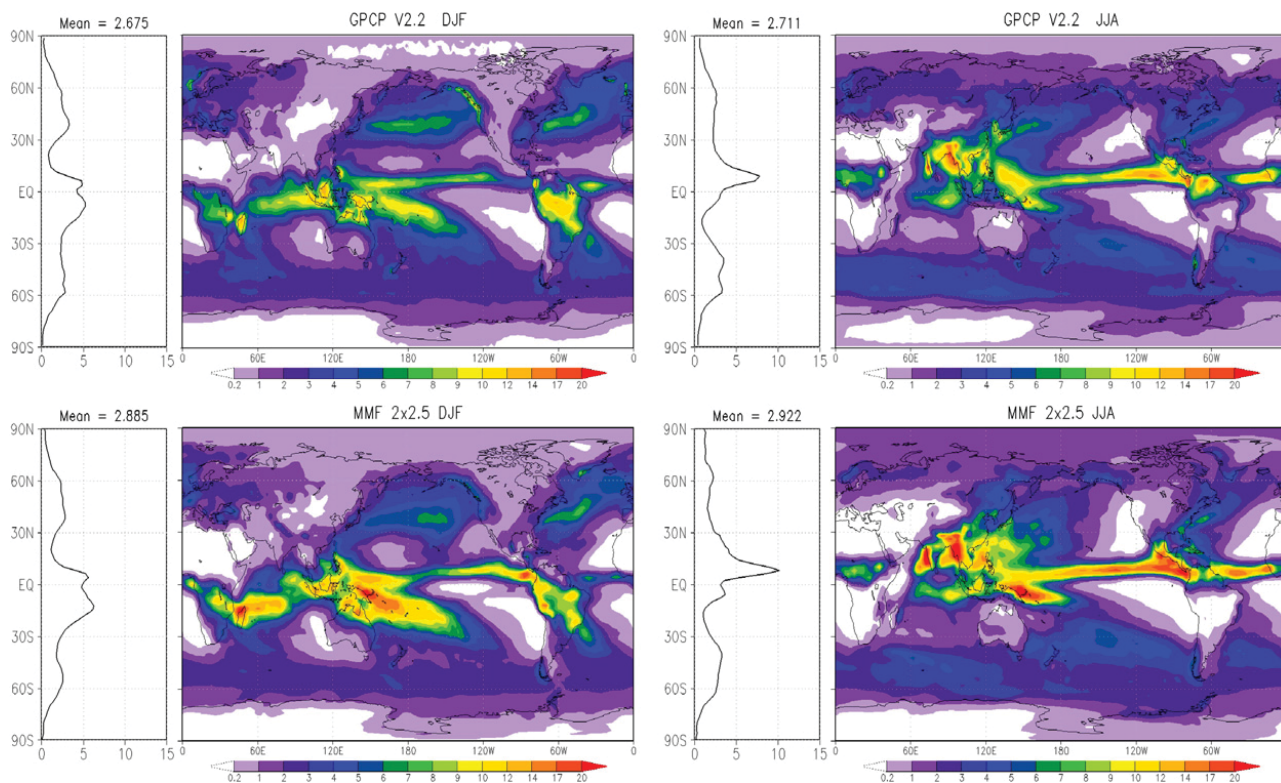 Mean = 2.675
GPCP V2.2 DJF
90N
60N
30N
EQ
30S
60S
90S
0 5 10 15
60E 120E 180 120W 60W 0
0.2 1 2 3 4 5 6 7 8 9 10 12 14 17 20
Mean = 2.711
GPCP V2.2 JJA
90N
60N
30N
EQ
30S
60S
90S
0 5 10 15
60E 120E 180 120W 60W
0.2 1 2 3 4 5 6 7 8 9 10 12 14 17 20
Mean = 2.885
MMF 2x2.5 DJF
90N
60N
30N
EQ
30S
60S
90S
0 5 10 15
60E 120E 180 120W 60W 0
0.2 1 2 3 4 5 6 7 8 9 10 12 14 17 20
Mean = 2.922
MMF 2x2.5 JJA
90N
60N
30N
EQ
30S
60S
90S
0 5 10 15
60E 120E 180 120W 60W
0.2 1 2 3 4 5 6 7 8 9 10 12 14 17 20